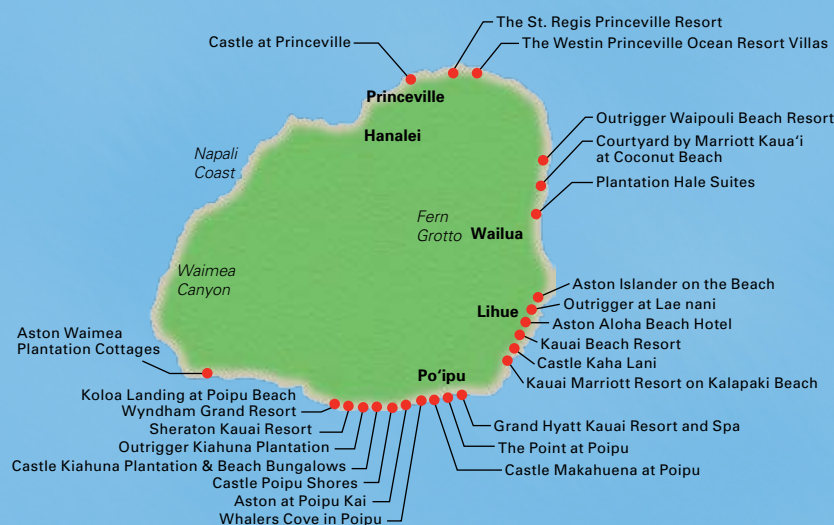 The St. Regis Princeville Resort
Castle at Princeville
The Westin Princeville Ocean Resort Villas
Princeville
Hanalei
Outrigger Waipouli Beach Resort
Courtyard by Marriott Kaua‘i
at Coconut Beach
Napali
Coast
Plantation Hale Suites
Fern
Grotto
Wailua
Waimea
Canyon
Aston Islander on the Beach
Outrigger at Lae nani
Lihue
Aston Aloha Beach Hotel
Aston Waimea
Plantation Cottages
Kauai Beach Resort
Castle Kaha Lani
Po‘ipu
Kauai Marriott Resort on Kalapaki Beach
Koloa Landing at Poipu Beach
Wyndham Grand Resort
Sheraton Kauai Resort
Outrigger Kiahuna Plantation
Castle Kiahuna Plantation & Beach Bungalows
Castle Poipu Shores
Aston at Poipu Kai
Whalers Cove in Poipu
Grand Hyatt Kauai Resort and Spa
The Point at Poipu
Castle Makahuena at Poipu